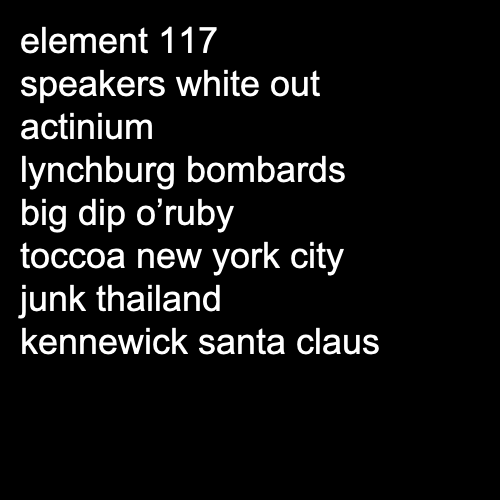 element 117
speakers white out
actinium
lynchburg bombards
big dip o’ruby
toccoa new york city
junk thailand
kennewick santa claus